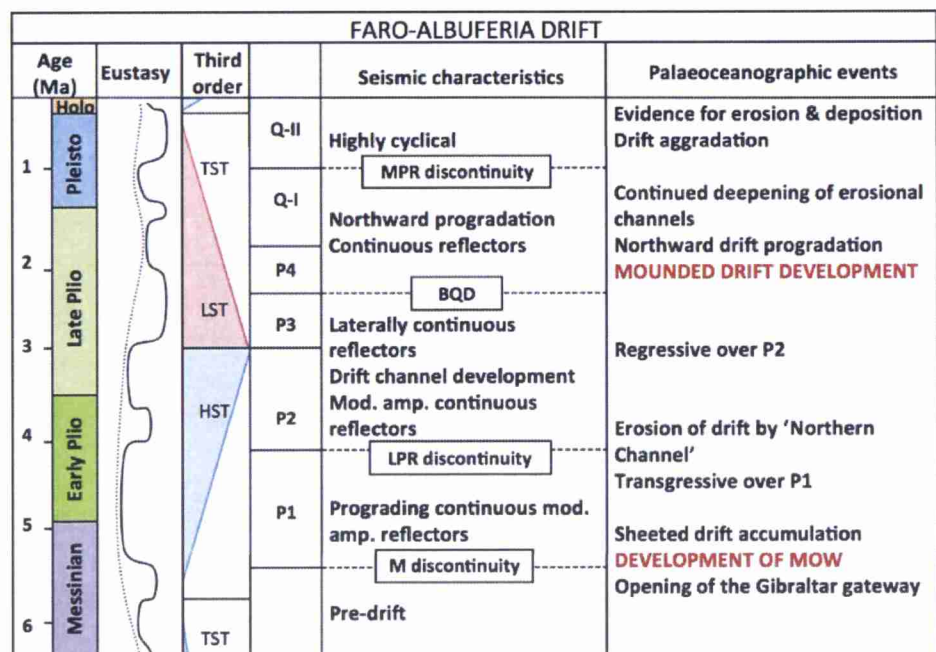 FARO-ALBUFERIA DRIFT
Age (Ma)
Eustasy
Third order
Seismic characteristics
Palaeoceanographic events
1
2
3
4
5
6
Holo
Pleisto
Late Plio
Early Plio
Messinian
TST
LST
HST
TST
Q-II
Q-I
P4
P3
P2
P1
Highly cyclical
MPR discontinuity
Northward progradation
Continuous reflectors
BQD
Laterally continuous
reflectors
Drift channel development
Mod. amp. continuous
reflectors
LPR discontinuity
Prograding continuous mod.
amp. reflectors
M discontinuity
Pre-drift
Evidence for erosion & deposition
Drift aggradation
Continued deepening of erosional
channels
Northward drift progradation
MOUNDED DRIFT DEVELOPMENT
Regressive over P2
Erosion of drift by ‘Northern
Channel’
Transgressive over P1
Sheeted drift accumulation
DEVELOPMENT OF MOW
Opening of the Gibraltar gateway